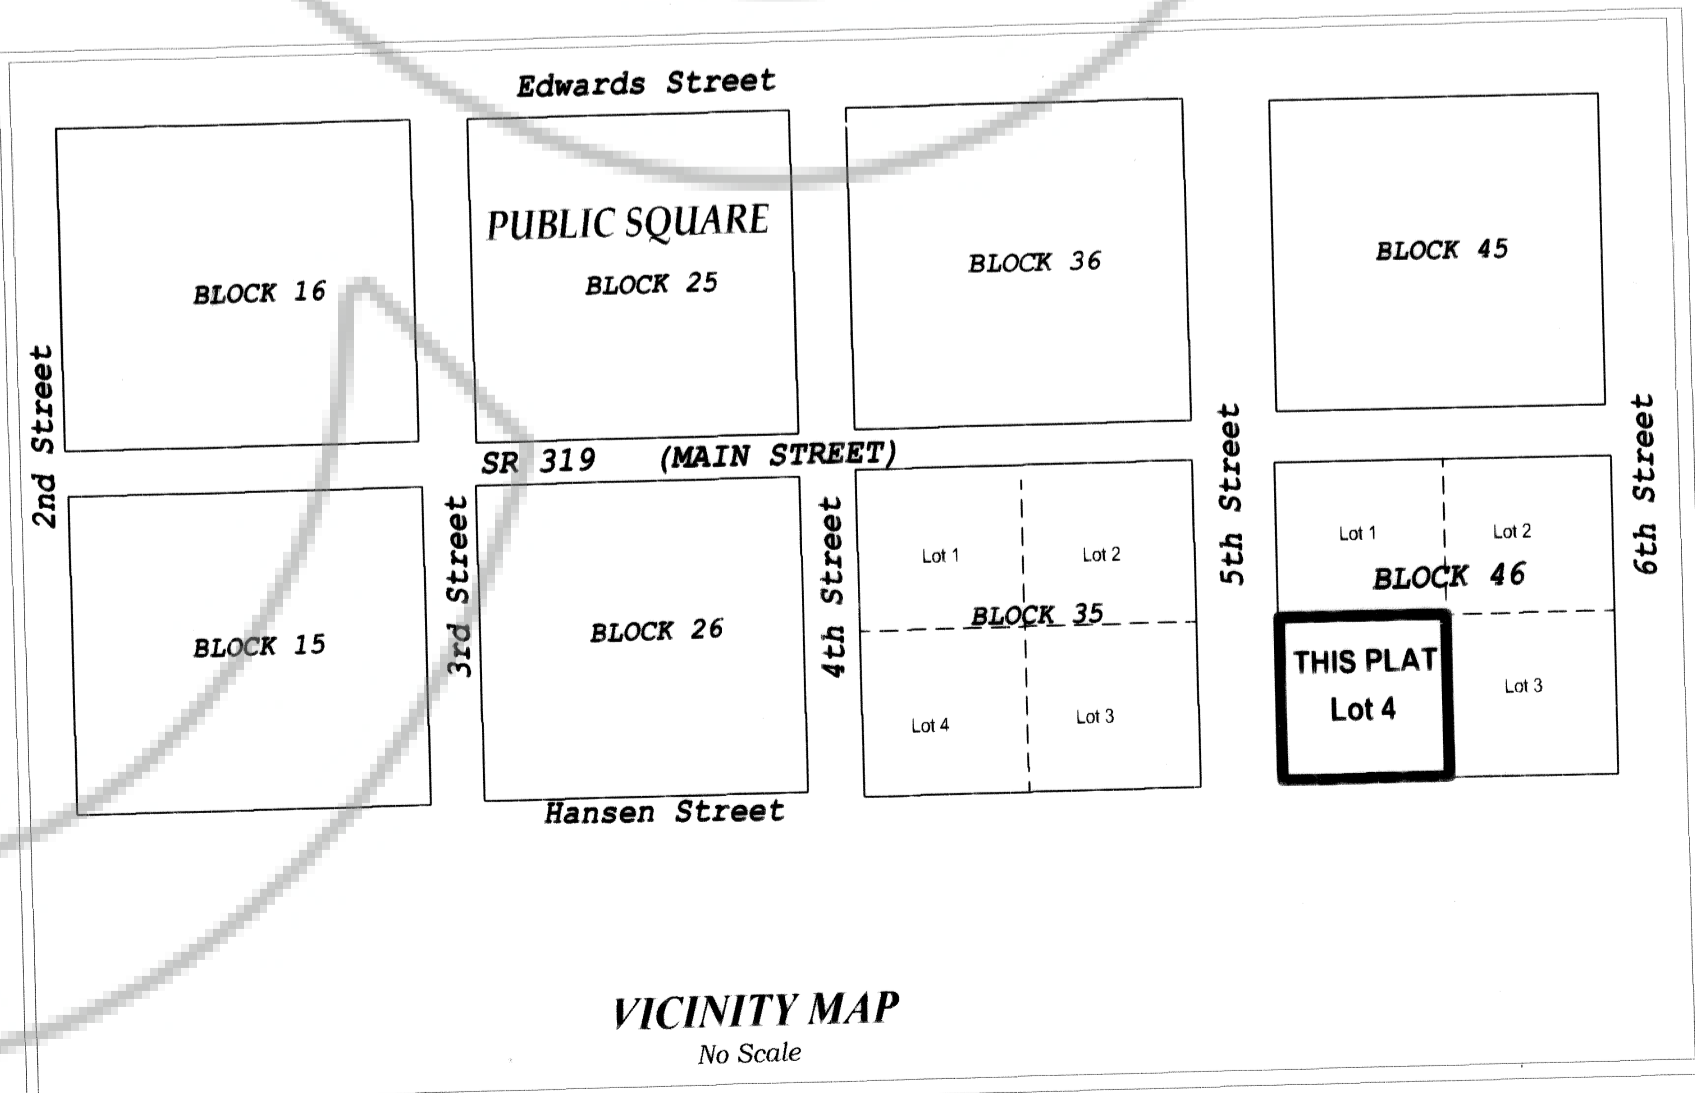 Edwards Street
PUBLIC SQUARE
BLOCK 16
BLOCK 25
BLOCK 36
BLOCK 45
2nd Street
SR 319 (MAIN STREET)
3rd Street
4th Street
5th Street
6th Street
BLOCK 15
BLOCK 26
Lot 1
Lot 2
BLOCK 35
Lot 4
Lot 3
Lot 1
Lot 2
BLOCK 46
THIS PLAT
Lot 4
Lot 3
Hansen Street
VICINITY MAP
No Scale